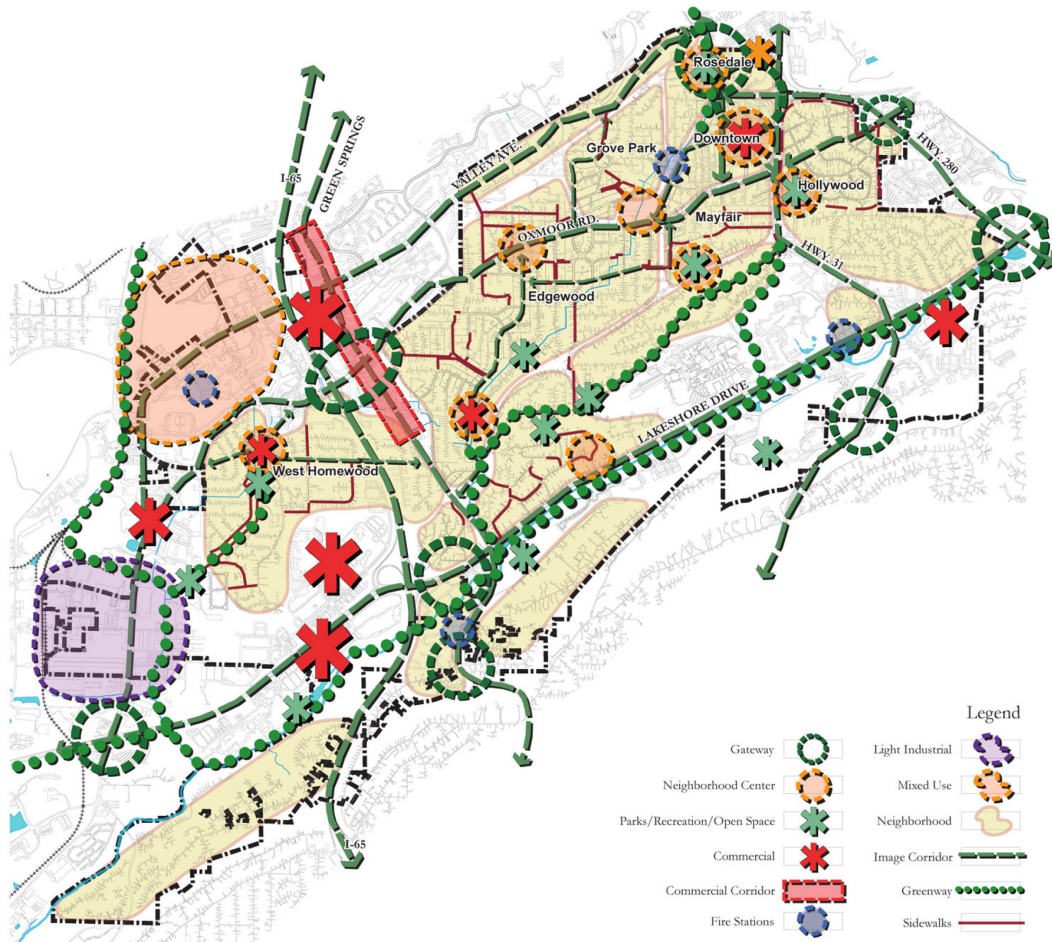 Rosedale
Downtown
Grove Park
HWY. 280
VALLEY AVE.
Hollywood
I-65
GREEN SPRINGS
OXMOOR RD.
Mayfair
HWY. 31
Edgewood
LAKESHORE DRIVE
West Homewood
I-65
Legend
Gateway
Light Industrial
Neighborhood Center
Mixed Use
Parks/Recreation/Open Space
Neighborhood
Commercial
Image Corridor
Commercial Corridor
Greenway
Fire Stations
Sidewalks